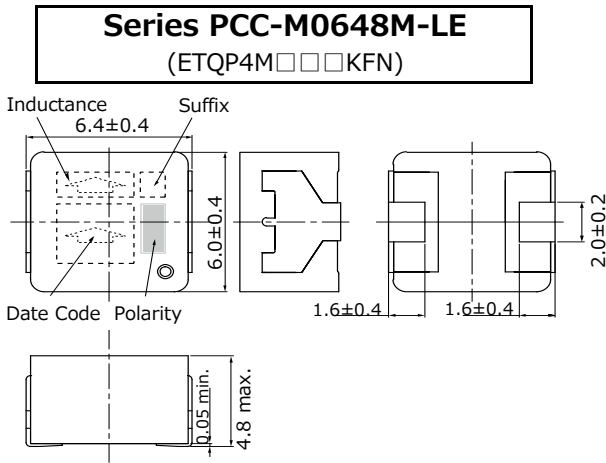 Series PCC-M0648M-LE
(ETQP4M□□□KFN)
Inductance
Suffix
6.4±0.4
6.0±0.4
2.0±0.2
Date Code
Polarity
1.6±0.4
1.6±0.4
0.05 min.
4.8 max.